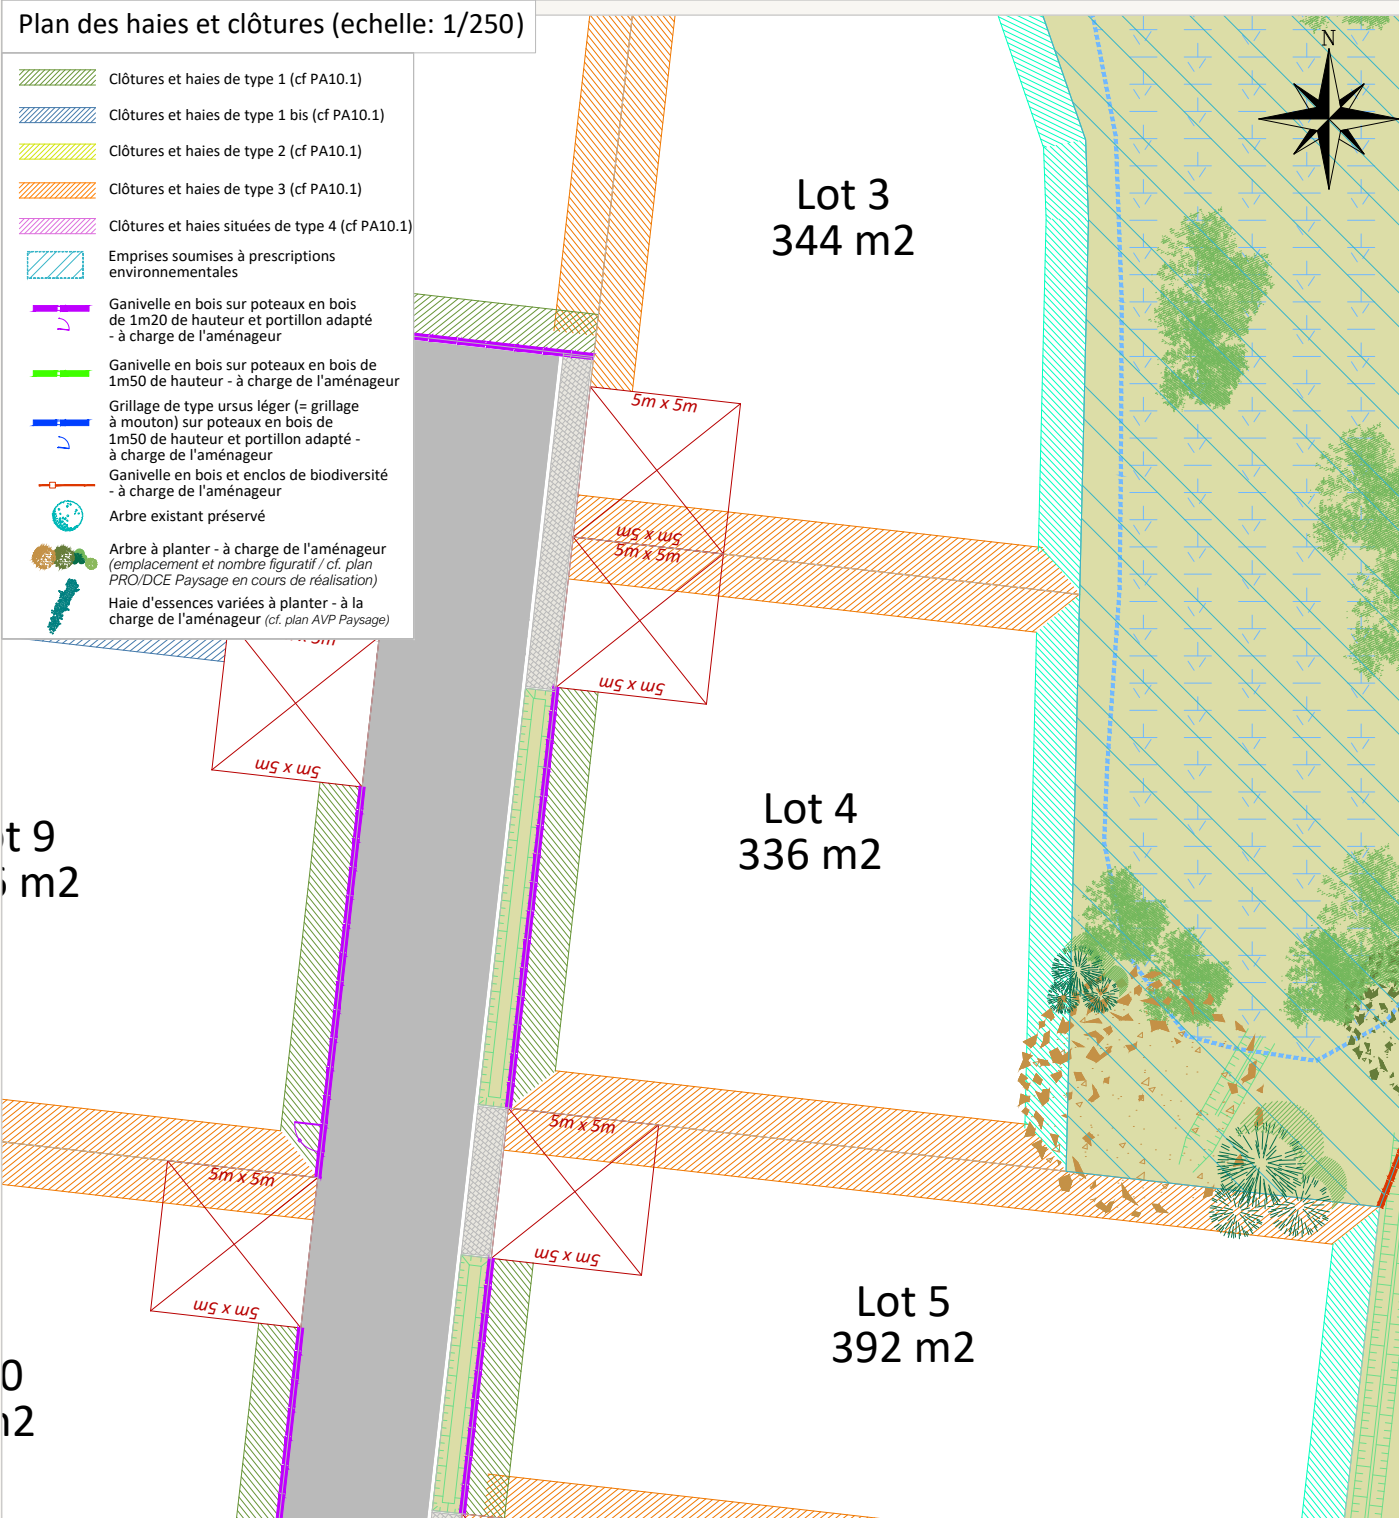 Plan des haies et clôtures (echelle: 1/250)
Clôtures et haies de type 1 (cf PA10.1)
Clôtures et haies de type 1 bis (cf PA10.1)
Clôtures et haies de type 2 (cf PA10.1)
Clôtures et haies de type 3 (cf PA10.1)
Clôtures et haies situées de type 4 (cf PA10.1)
Emprises soumises à prescriptions
environnementales
Ganivelle en bois sur poteaux en bois
de 1m20 de hauteur et portillon adapté
- à charge de l'aménageur
Ganivelle en bois sur poteaux en bois de
1m50 de hauteur - à charge de l'aménageur
Grillage de type ursus léger (= grillage
à mouton) sur poteaux en bois de
1m50 de hauteur et portillon adapté -
à charge de l'aménageur
Ganivelle en bois et enclos de biodiversité
- à charge de l'aménageur
Arbre existant préservé
Arbre à planter - à charge de l'aménageur
(emplacement et nombre figuratif / cf. plan
PRO/DCE Paysage en cours de réalisation)
Haie d'essences variées à planter - à la
charge de l'aménageur (cf. plan AVP Paysage)
N
Lot 3
344 m2
5m x 5m
5m x 5m
5m x 5m
5m x 5m
x 5m
5m x 5m
Lot 4
336 m2
t 9
m2
5m x 5m
5m x 5m
5m x 5m
5m x 5m
Lot 5
392 m2
0
m2